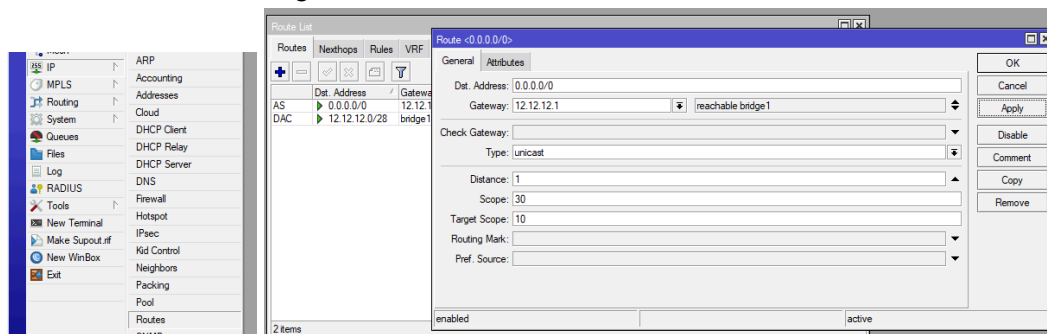 Route List
Routes Nexthops Rules VRF
Dst. Address / Gatewa
AS 0.0.0.0/0 12.12.1
DAC 12.12.12.0/28 bridge1
2 items
255 IP
MPLS
Routing
System
Queues
Files
Log
RADIUS
Tools
New Terminal
Make Supout.rif
New WinBox
Exit
ARP
Accounting
Addresses
Cloud
DHCP Client
DHCP Relay
DHCP Server
DNS
Firewall
Hotspot
IPsec
Kid Control
Neighbors
Packing
Pool
Routes
Route <0.0.0.0/0>
General Attributes
Dst. Address: 0.0.0.0/0
Gateway: 12.12.12.1 reachable bridge1
Check Gateway:
Type: unicast
Distance: 1
Scope: 30
Target Scope: 10
Routing Mark:
Pref. Source:
enabled active
OK
Cancel
Apply
Disable
Comment
Copy
Remove